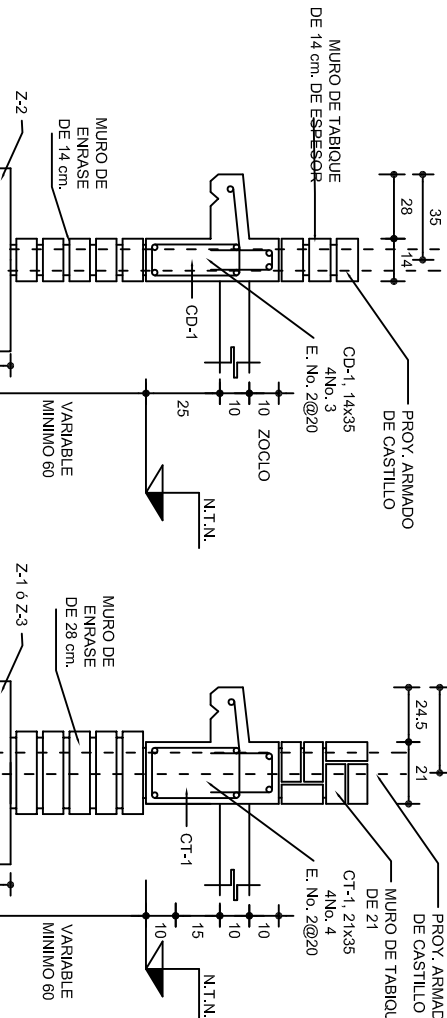 MURO DE TABIQUE
DE 14 cm. DE ESPESOR
35
28
14
PROY. ARMADO
DE CASTILLO
CD-1, 14x35
4No. 3
E. No. 2@20
CD-1
MURO DE
ENRASE
DE 14 cm.
Z-2
ZOCLO
10
10
25
N.T.N.
VARIABLE
MINIMO 60
24.5
21
PROY. ARMAD
DE CASTILLO
MURO DE TABIQU
DE 21
CT-1, 21x35
4No. 4
E. No. 2@20
CT-1
MURO DE
ENRASE
DE 28 cm.
Z-1 ó Z-3
10
10
15
10
N.T.N.
VARIABLE
MINIMO 60